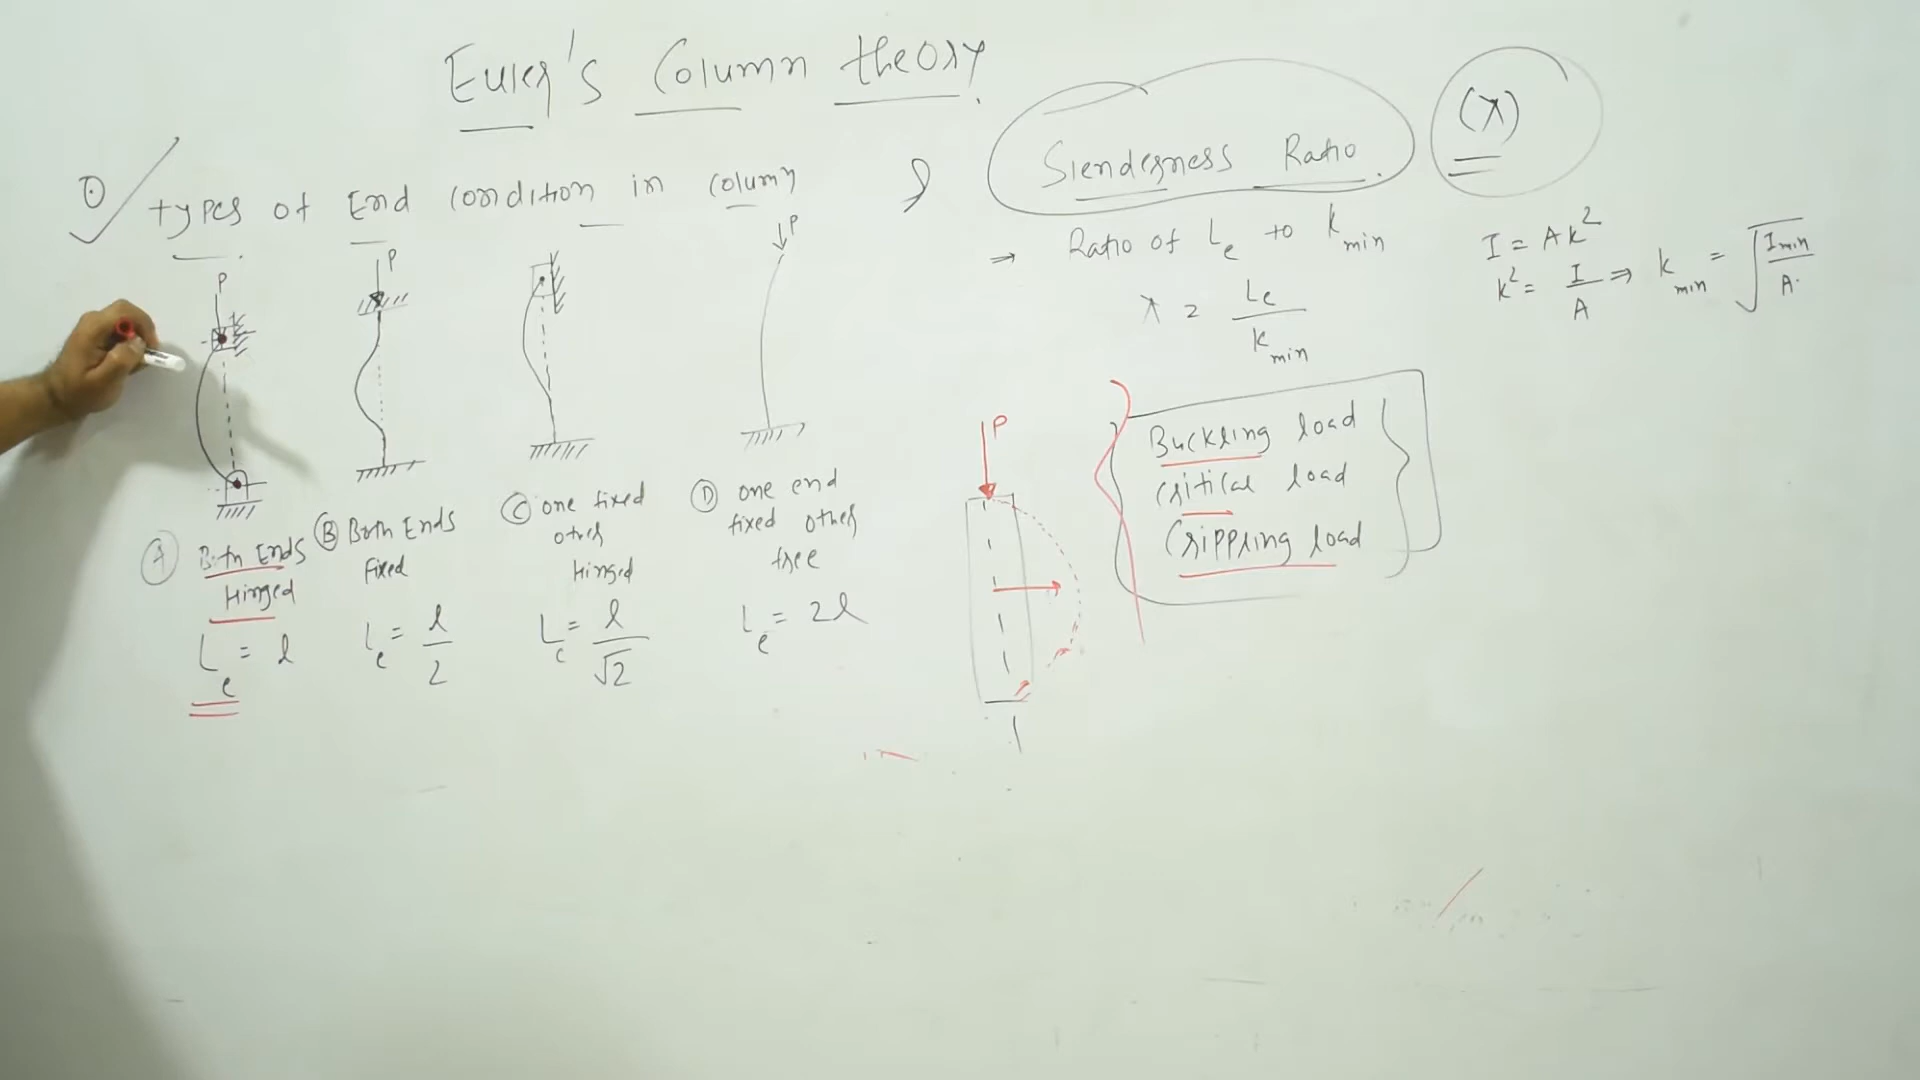 Euler's Column theory.
① types of End condition in column
P
P
P
Ⓐ Both Ends
Hinged
Le = l
Ⓑ Both Ends
Fixed
Le = l/2
Ⓒ one fixed
other
Hinged
Le = l/√2
Ⓓ one end
fixed other
free
Le = 2l
Slenderness Ratio.
(λ)
⇒ Ratio of Le to kmin
λ = Le/kmin
I = Ak²
k² = I/A ⇒ kmin = √(Imin/A.)
P
Buckling load
Critical load
Crippling load